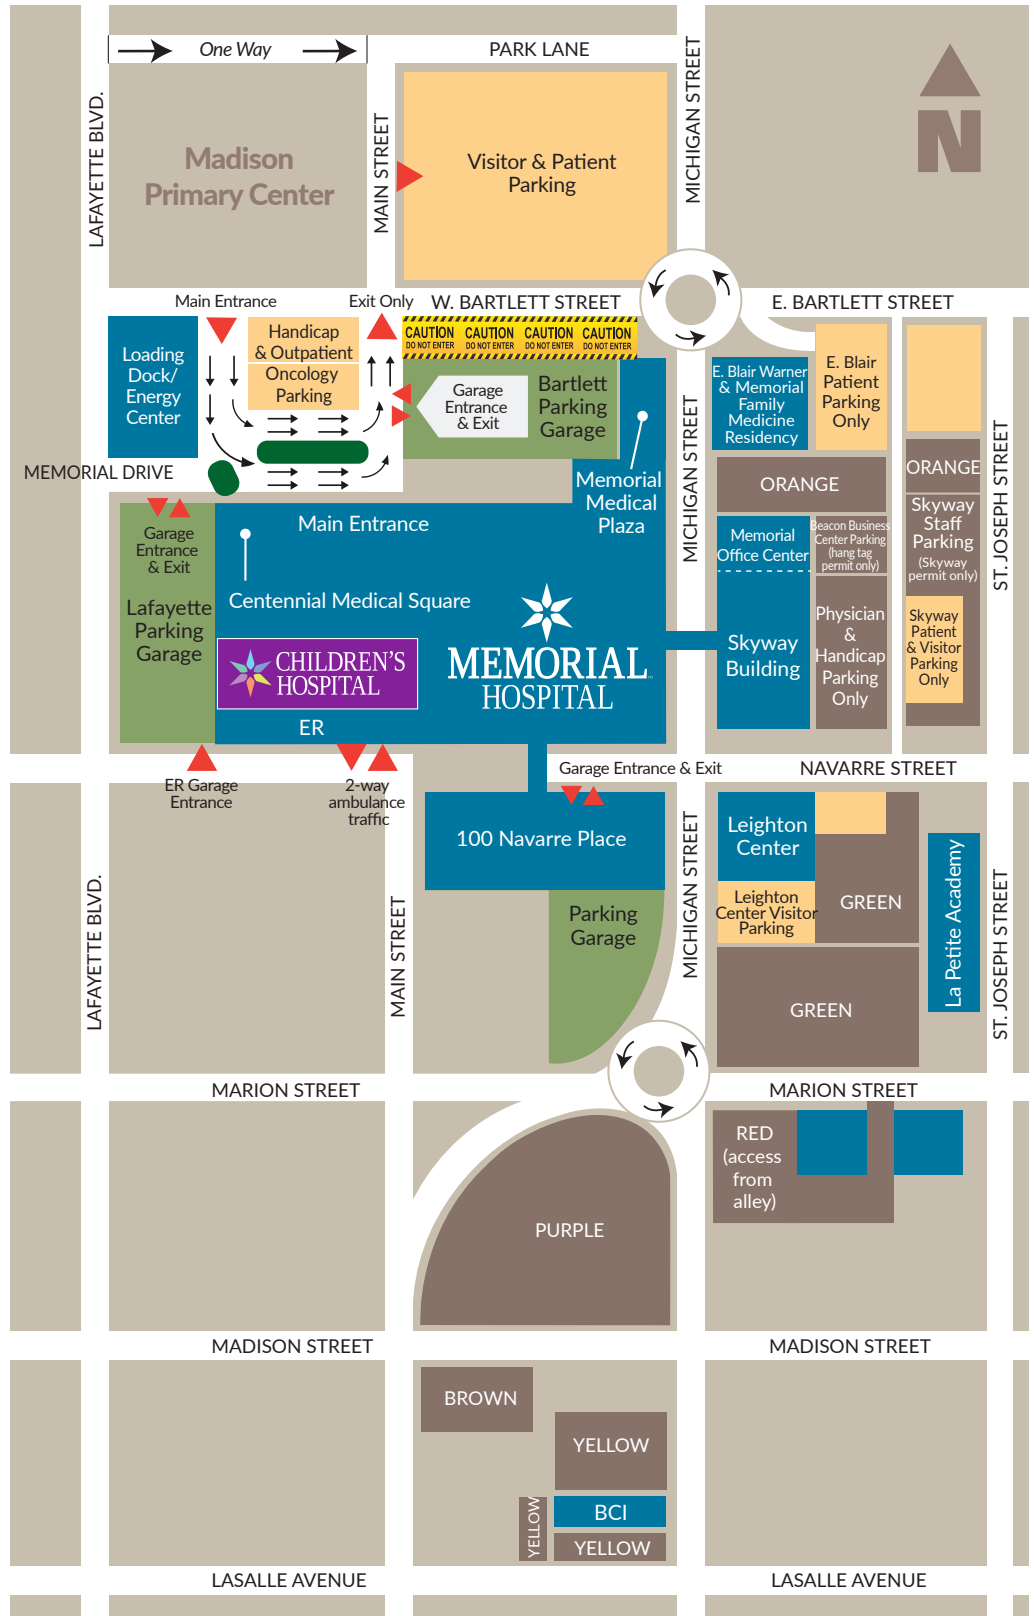 One Way
PARK LANE
LAFAYETTE BLVD.
MAIN STREET
MICHIGAN STREET
Madison
Primary Center
Visitor & Patient
Parking
N
Main Entrance
Exit Only
W. BARTLETT STREET
E. BARTLETT STREET
Loading
Dock/
Energy
Center
Handicap
& Outpatient
Oncology
Parking
CAUTION CAUTION CAUTION CAUTION
DO NOT ENTER DO NOT ENTER DO NOT ENTER DO NOT ENTER
Garage
Entrance
& Exit
Bartlett
Parking
Garage
E. Blair Warner
& Memorial
Family
Medicine
Residency
E. Blair
Patient
Parking
Only
MICHIGAN STREET
ST. JOSEPH STREET
MEMORIAL DRIVE
Memorial
Medical
Plaza
ORANGE
ORANGE
Skyway
Staff
Parking
(Skyway
permit only)
Garage
Entrance
& Exit
Main Entrance
Memorial
Office Center
Beacon Business
Center Parking
(hang tag
permit only)
Centennial Medical Square
Lafayette
Parking
Garage
Skyway
Building
Physician
&
Handicap
Parking
Only
Skyway
Patient
& Visitor
Parking
Only
CHILDREN'S
HOSPITAL
MEMORIAL
HOSPITAL
ER
ER Garage
Entrance
2-way
ambulance
traffic
Garage Entrance & Exit
NAVARRE STREET
100 Navarre Place
Leighton
Center
Leighton
Center Visitor
Parking
GREEN
La Petite Academy
LAFAYETTE BLVD.
MAIN STREET
MICHIGAN STREET
ST. JOSEPH STREET
Parking
Garage
GREEN
MARION STREET
MARION STREET
RED
(access
from
alley)
PURPLE
MADISON STREET
MADISON STREET
BROWN
YELLOW
YELLOW
BCI
YELLOW
LASALLE AVENUE
LASALLE AVENUE